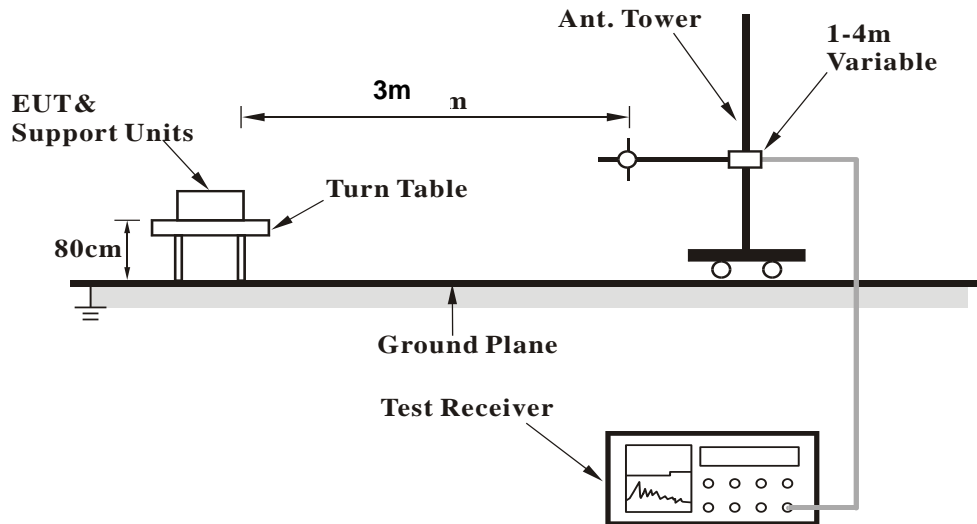 Ant. Tower
1-4m
Variable
3m
EUT&
Support Units
Turn Table
80cm
Ground Plane
Test Receiver